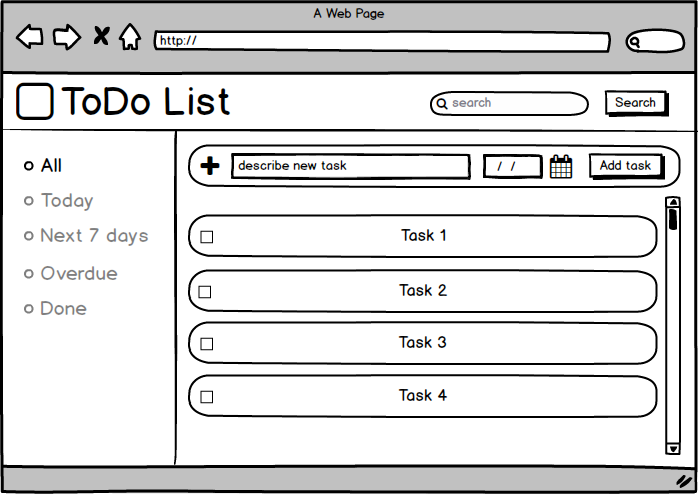 A Web Page
http://
ToDo List
search
Search
All
Today
Next 7 days
Overdue
Done
describe new task
/ /
Add task
Task 1
Task 2
Task 3
Task 4